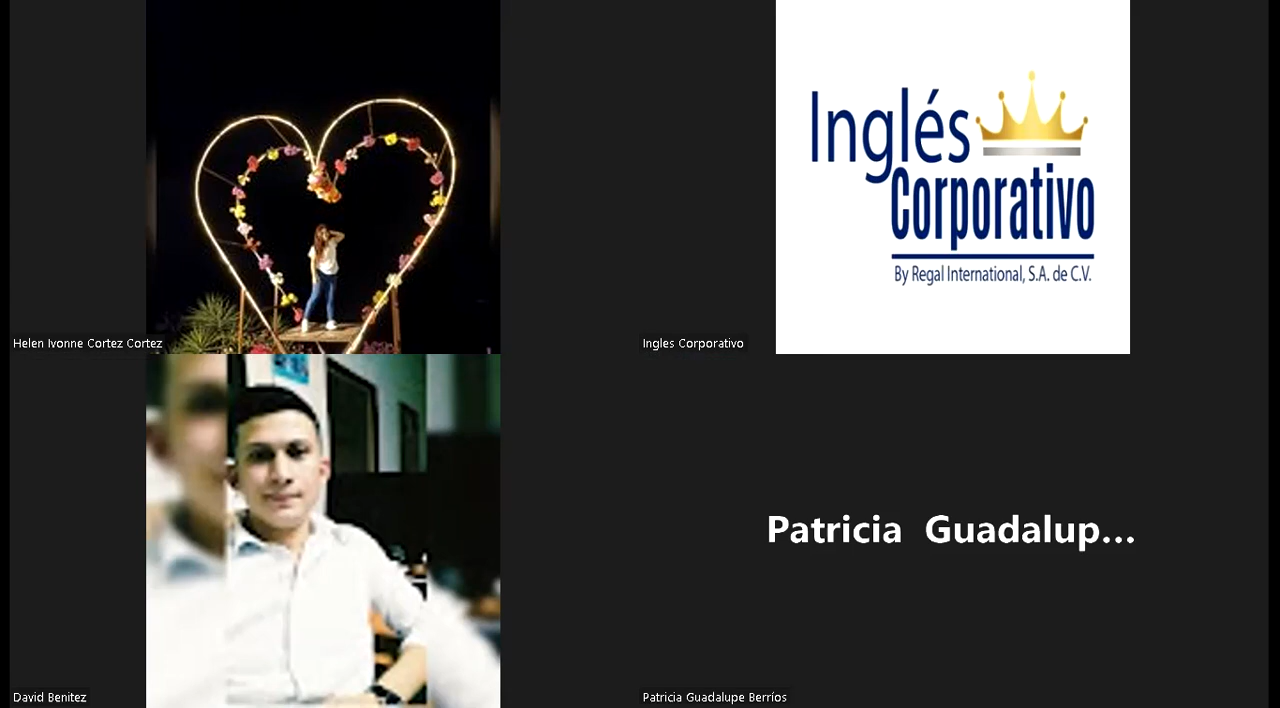 Inglés
Corporativo
By Regal International, S.A. de C.V.
Helen Ivonne Cortez Cortez
Ingles Corporativo
Patricia Guadalup...
David Benitez
Patricia Guadalupe Berríos